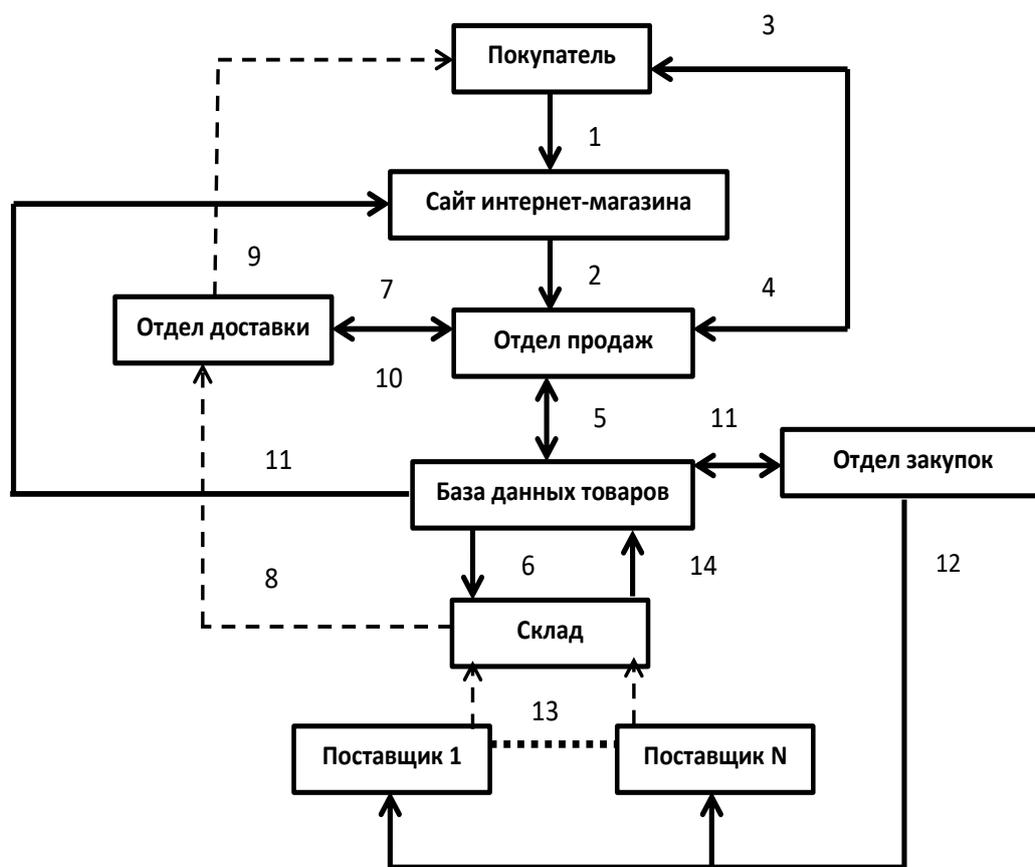 3
Покупатель
1
Сайт интернет-магазина
9
7
2
4
Отдел доставки
Отдел продаж
10
5
11
11
Отдел закупок
База данных товаров
8
6
14
12
Склад
13
Поставщик 1
Поставщик N